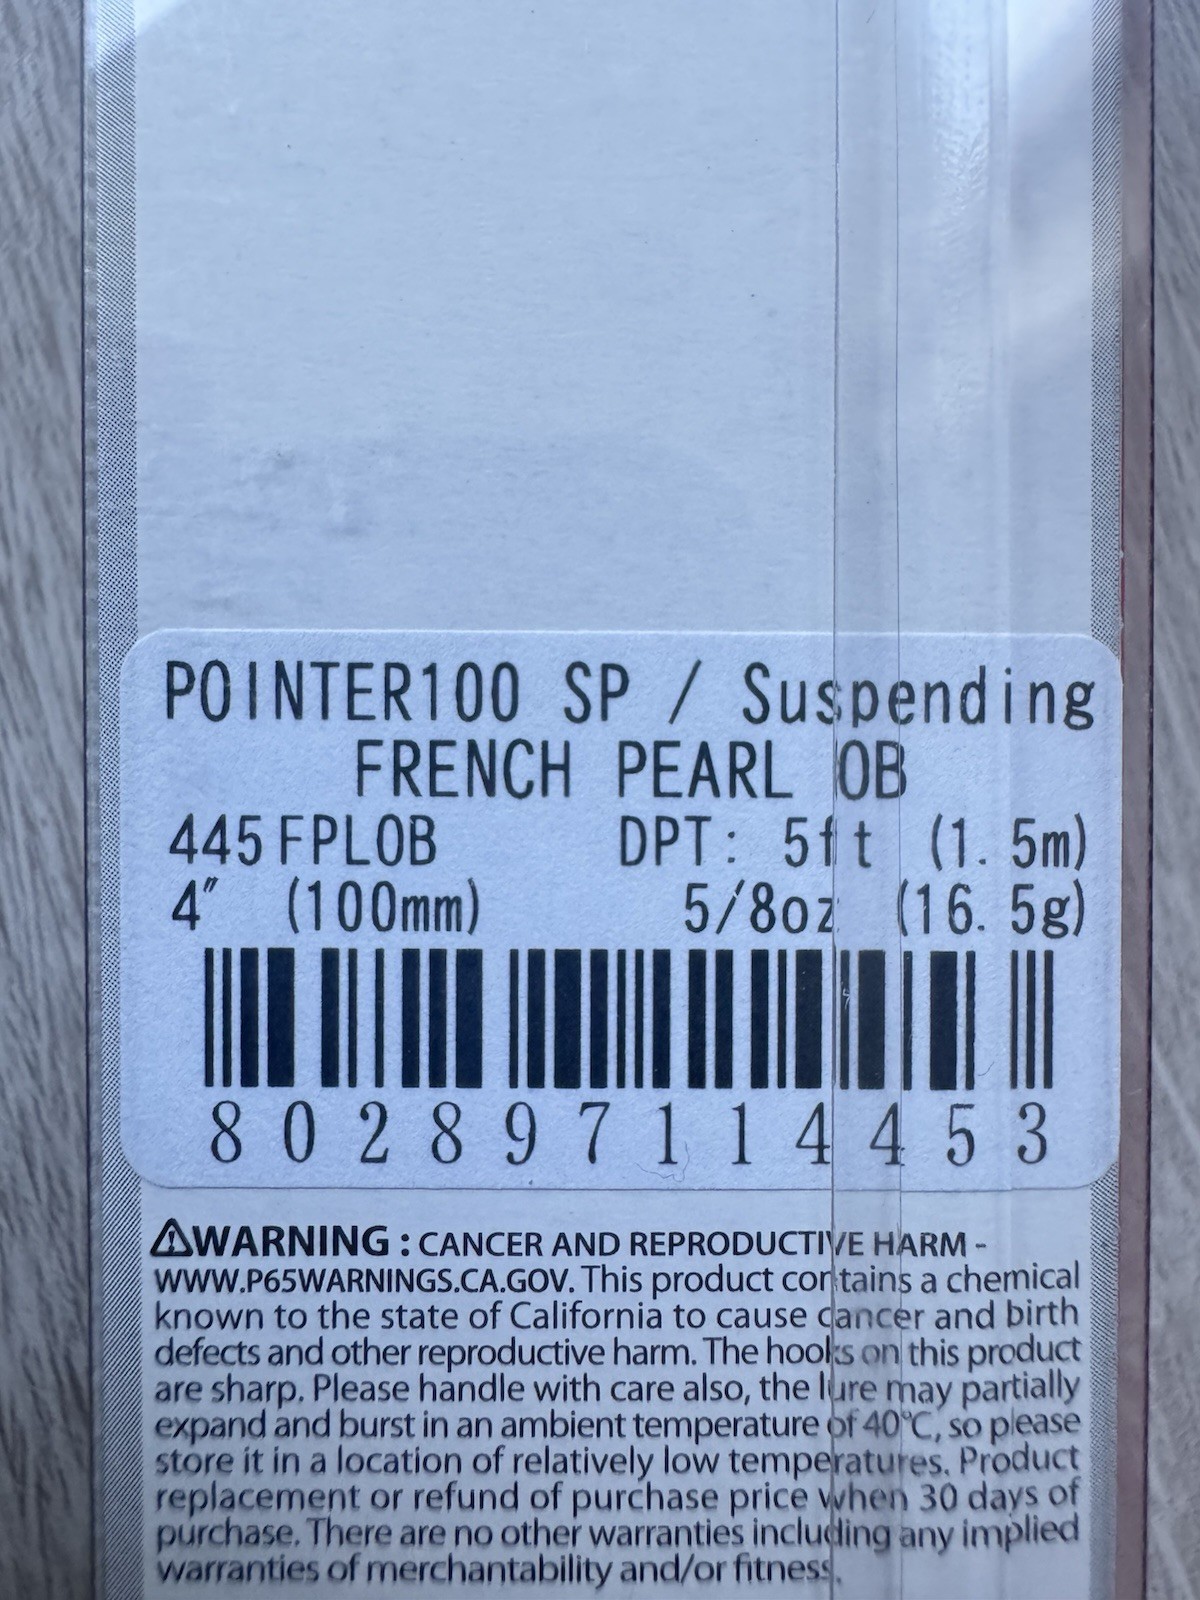 POINTER100 SP / Suspending
FRENCH PEARL OB
445FPLOB DPT: 5ft (1.5m)
4″ (100mm) 5/8oz (16.5g)
802897114453
⚠WARNING : CANCER AND REPRODUCTIVE HARM -
WWW.P65WARNINGS.CA.GOV. This product contains a chemical
known to the state of California to cause cancer and birth
defects and other reproductive harm. The hooks on this product
are sharp. Please handle with care also, the lure may partially
expand and burst in an ambient temperature of 40℃, so please
store it in a location of relatively low temperatures. Product
replacement or refund of purchase price when 30 days of
purchase. There are no other warranties including any implied
warranties of merchantability and/or fitness.